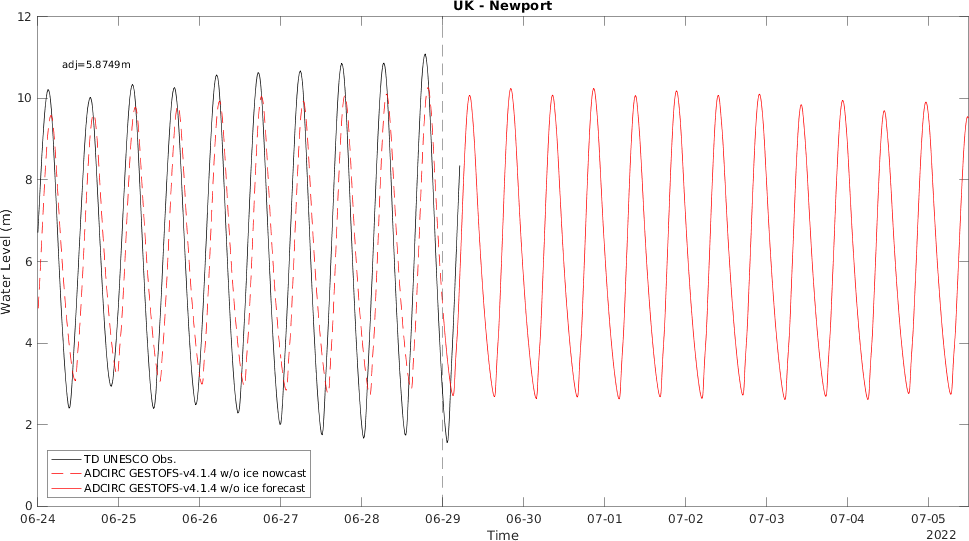 UK - Newport
12
adj=5.8749m
10
8
6
4
2
0
Water Level (m)
TD UNESCO Obs.
ADCIRC GESTOFS-v4.1.4 w/o ice nowcast
ADCIRC GESTOFS-v4.1.4 w/o ice forecast
06-24 06-25 06-26 06-27 06-28 06-29 06-30 07-01 07-02 07-03 07-04 07-05
Time
2022